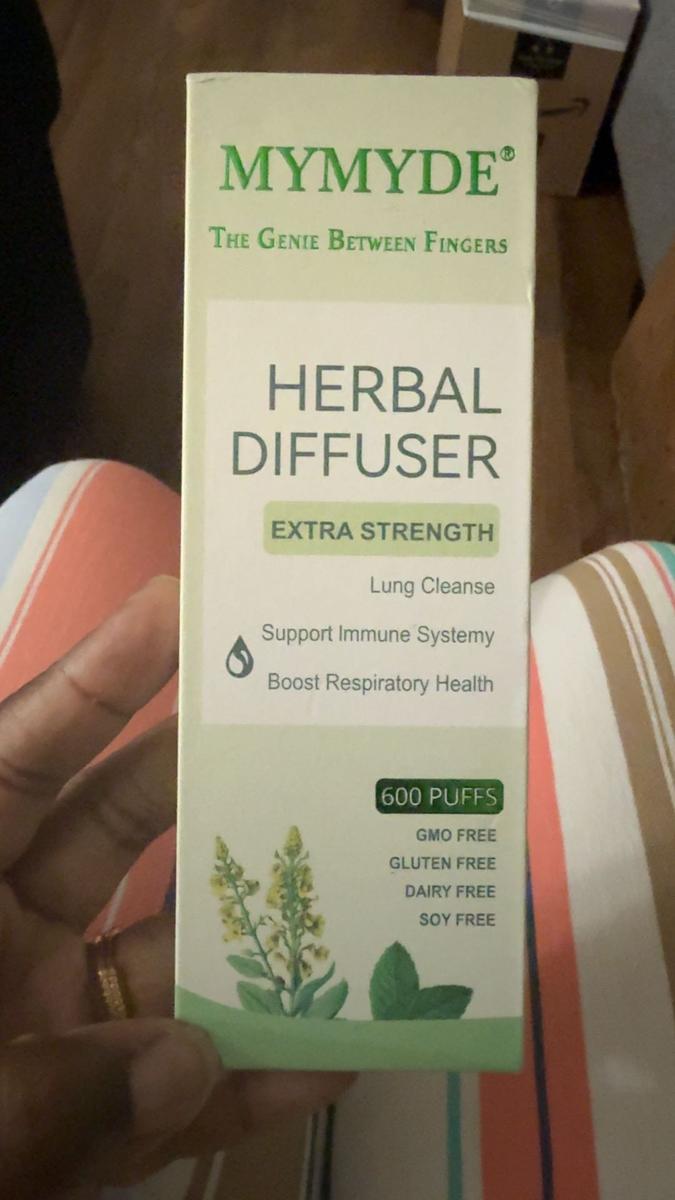 MYMYDE®
THE GENIE BETWEEN FINGERS
HERBAL
DIFFUSER
EXTRA STRENGTH
Lung Cleanse
Support Immune Systemy
Boost Respiratory Health
600 PUFFS
GMO FREE
GLUTEN FREE
DAIRY FREE
SOY FREE